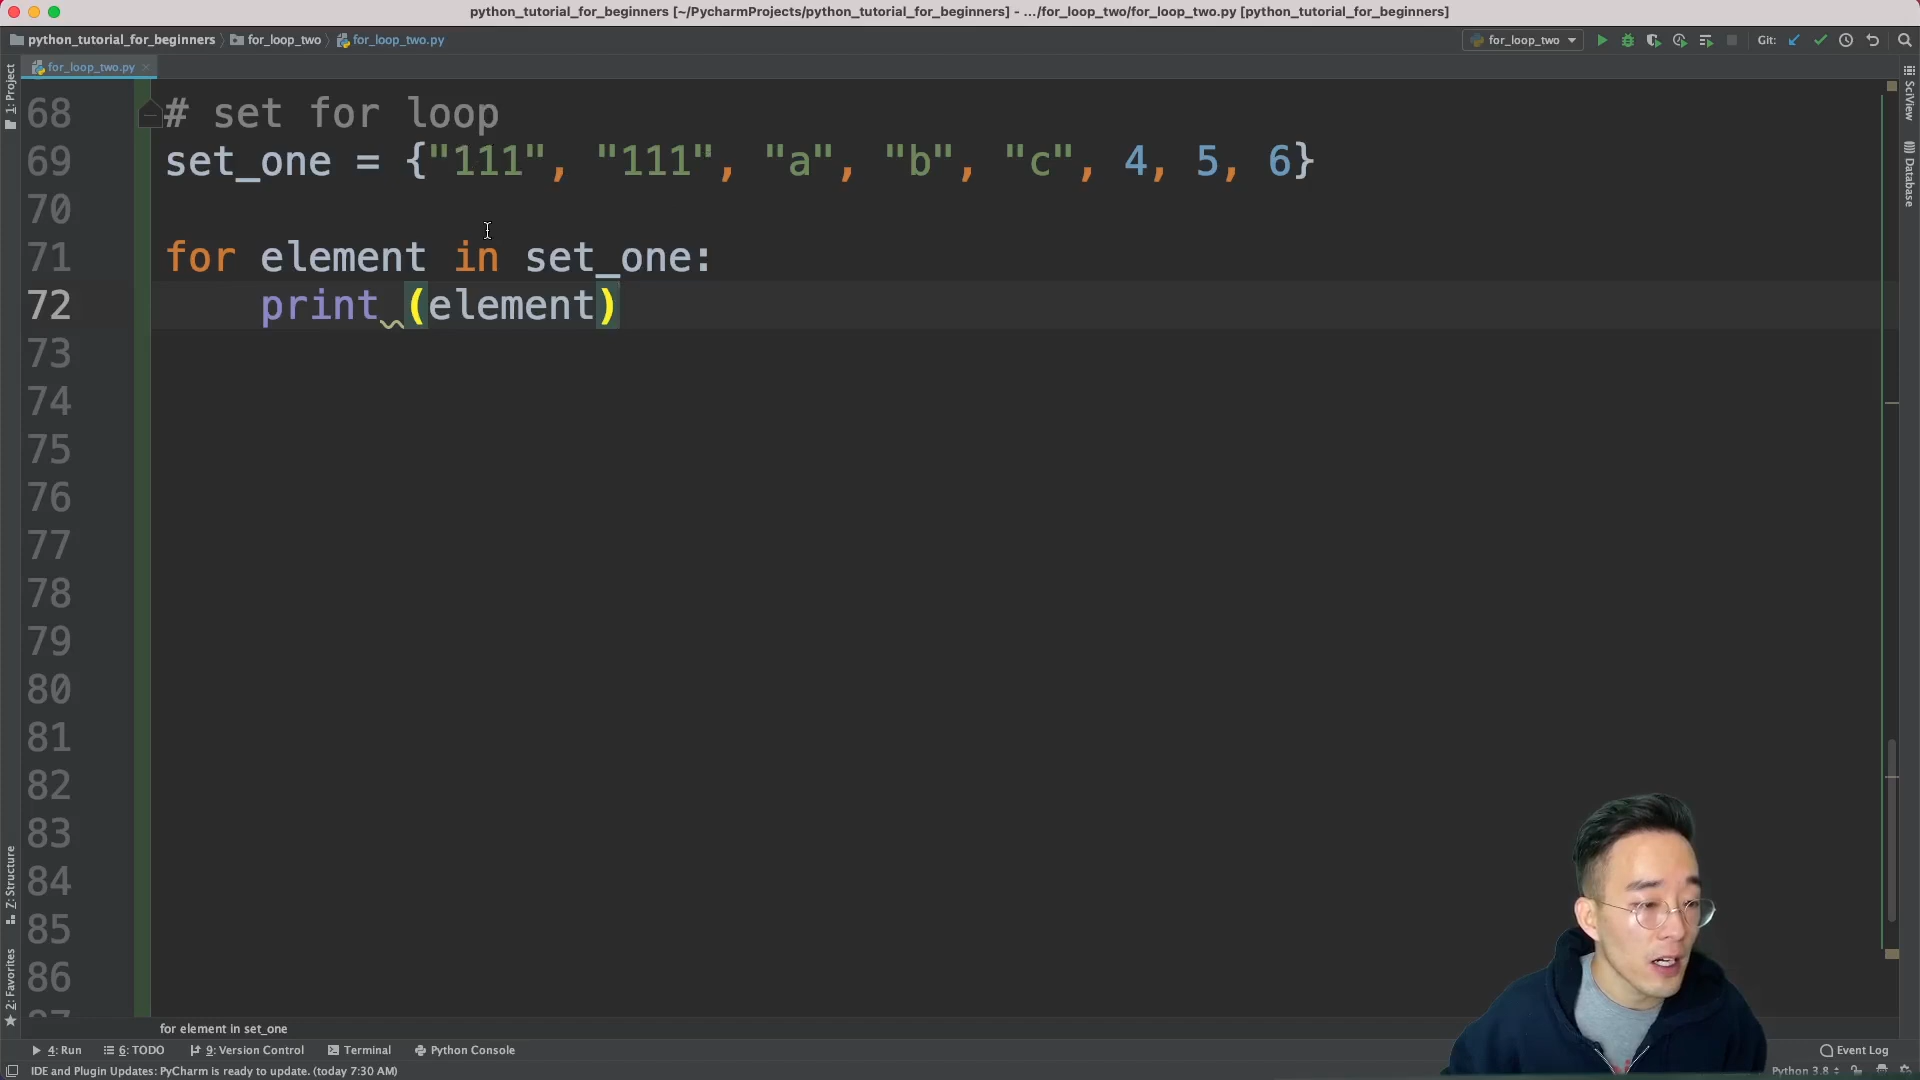 python_tutorial_for_beginners [~/PycharmProjects/python_tutorial_for_beginners] - .../for_loop_two/for_loop_two.py [python_tutorial_for_beginners]
python_tutorial_for_beginners for_loop_two for_loop_two.py for_loop_two Git:
for_loop_two.py
1: Project
SciView
Database
68 # set for loop
69 set_one = {"111", "111", "a", "b", "c", 4, 5, 6}
70
71 for element in set_one:
72 print (element)
73
74
75
76
77
78
79
80
81
82
83
84
85
86
Z: Structure
2: Favorites
for element in set_one
4: Run 6: TODO 9: Version Control Terminal Python Console Event Log
IDE and Plugin Updates: PyCharm is ready to update. (today 7:30 AM) Python 3.8